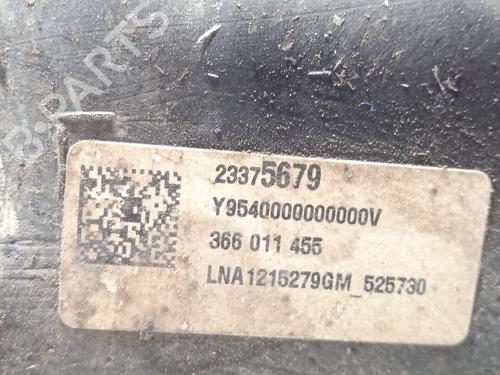 B-PARTS
23375679
Y9540000000000V
366 011 455
LNA1215279GM_525730